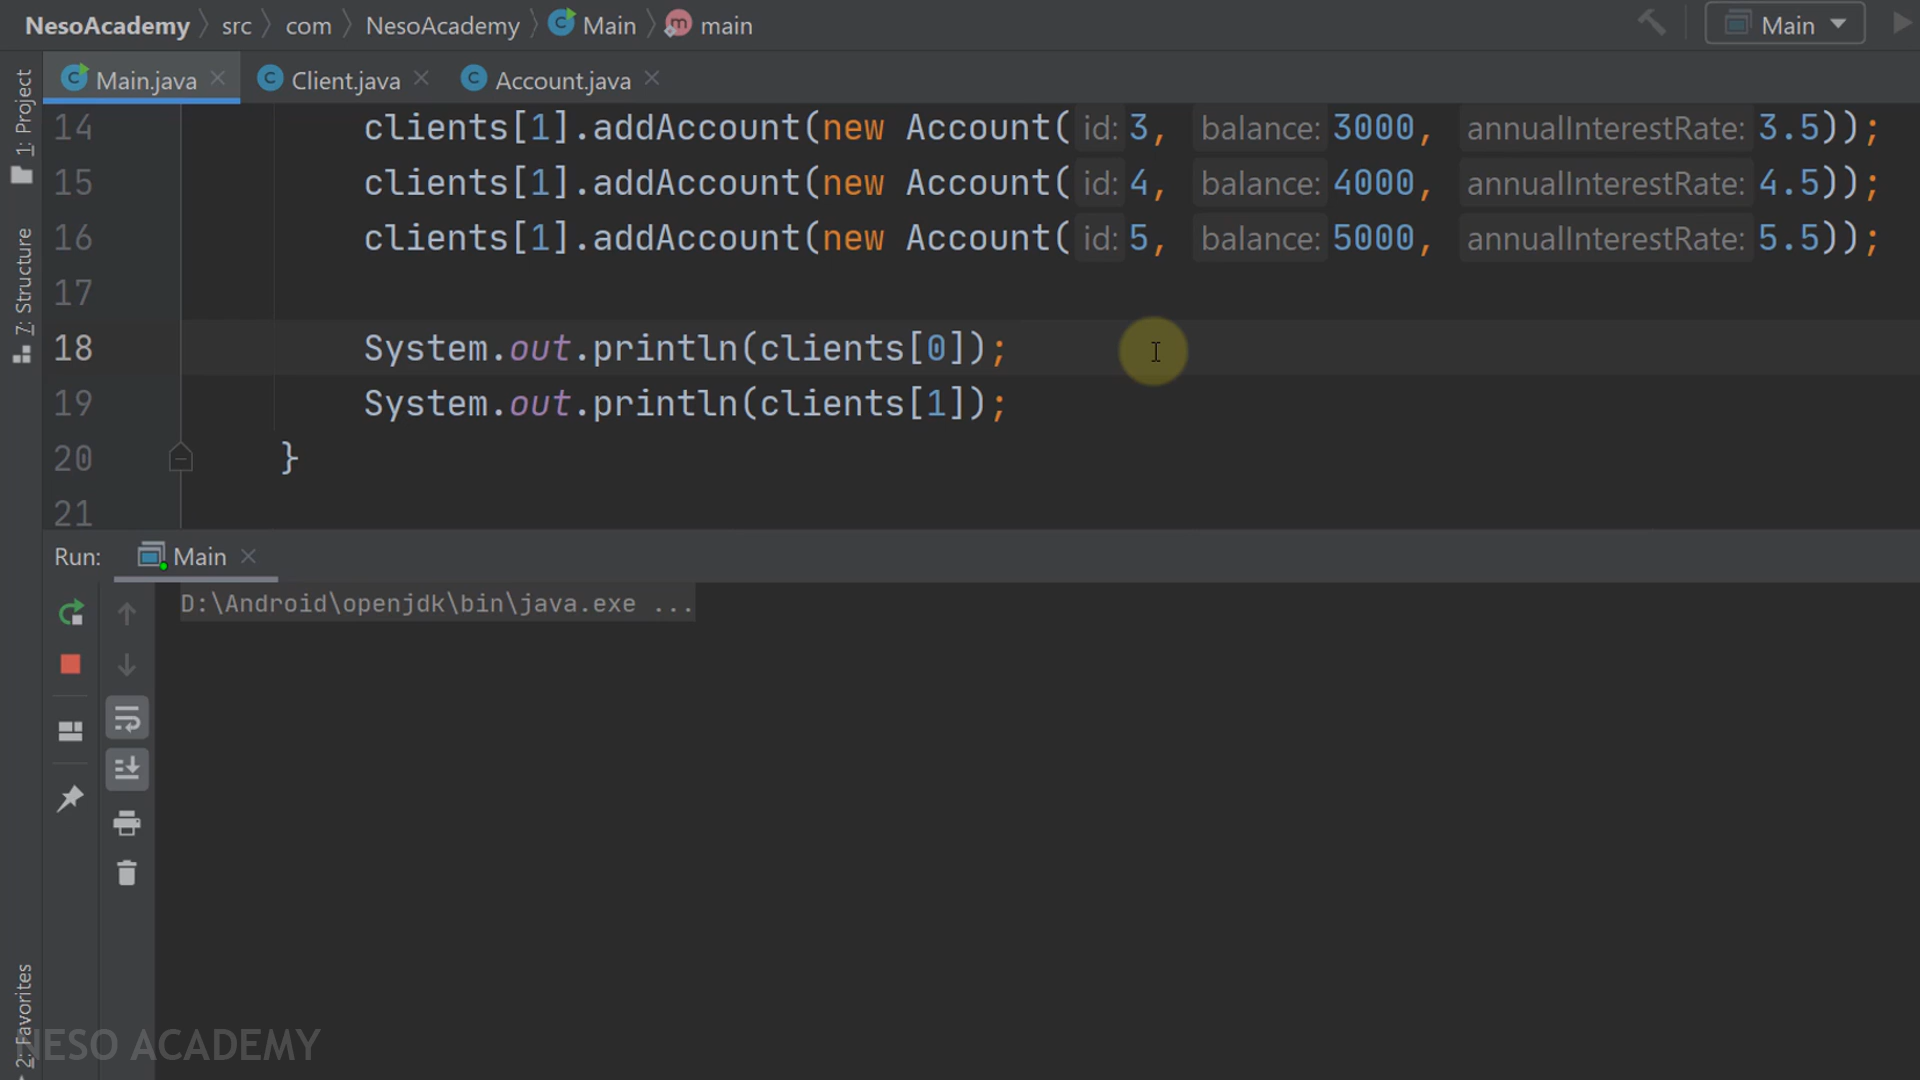 NesoAcademy src com NesoAcademy Main main Main
Main.java Client.java Account.java
1: Project
7: Structure
2: Favorites
14 clients[1].addAccount(new Account( id: 3, balance: 3000, annualInterestRate: 3.5));
15 clients[1].addAccount(new Account( id: 4, balance: 4000, annualInterestRate: 4.5));
16 clients[1].addAccount(new Account( id: 5, balance: 5000, annualInterestRate: 5.5));
17
18 System.out.println(clients[0]);
19 System.out.println(clients[1]);
20 }
21
Run: Main
D:\Android\openjdk\bin\java.exe ...
NESO ACADEMY